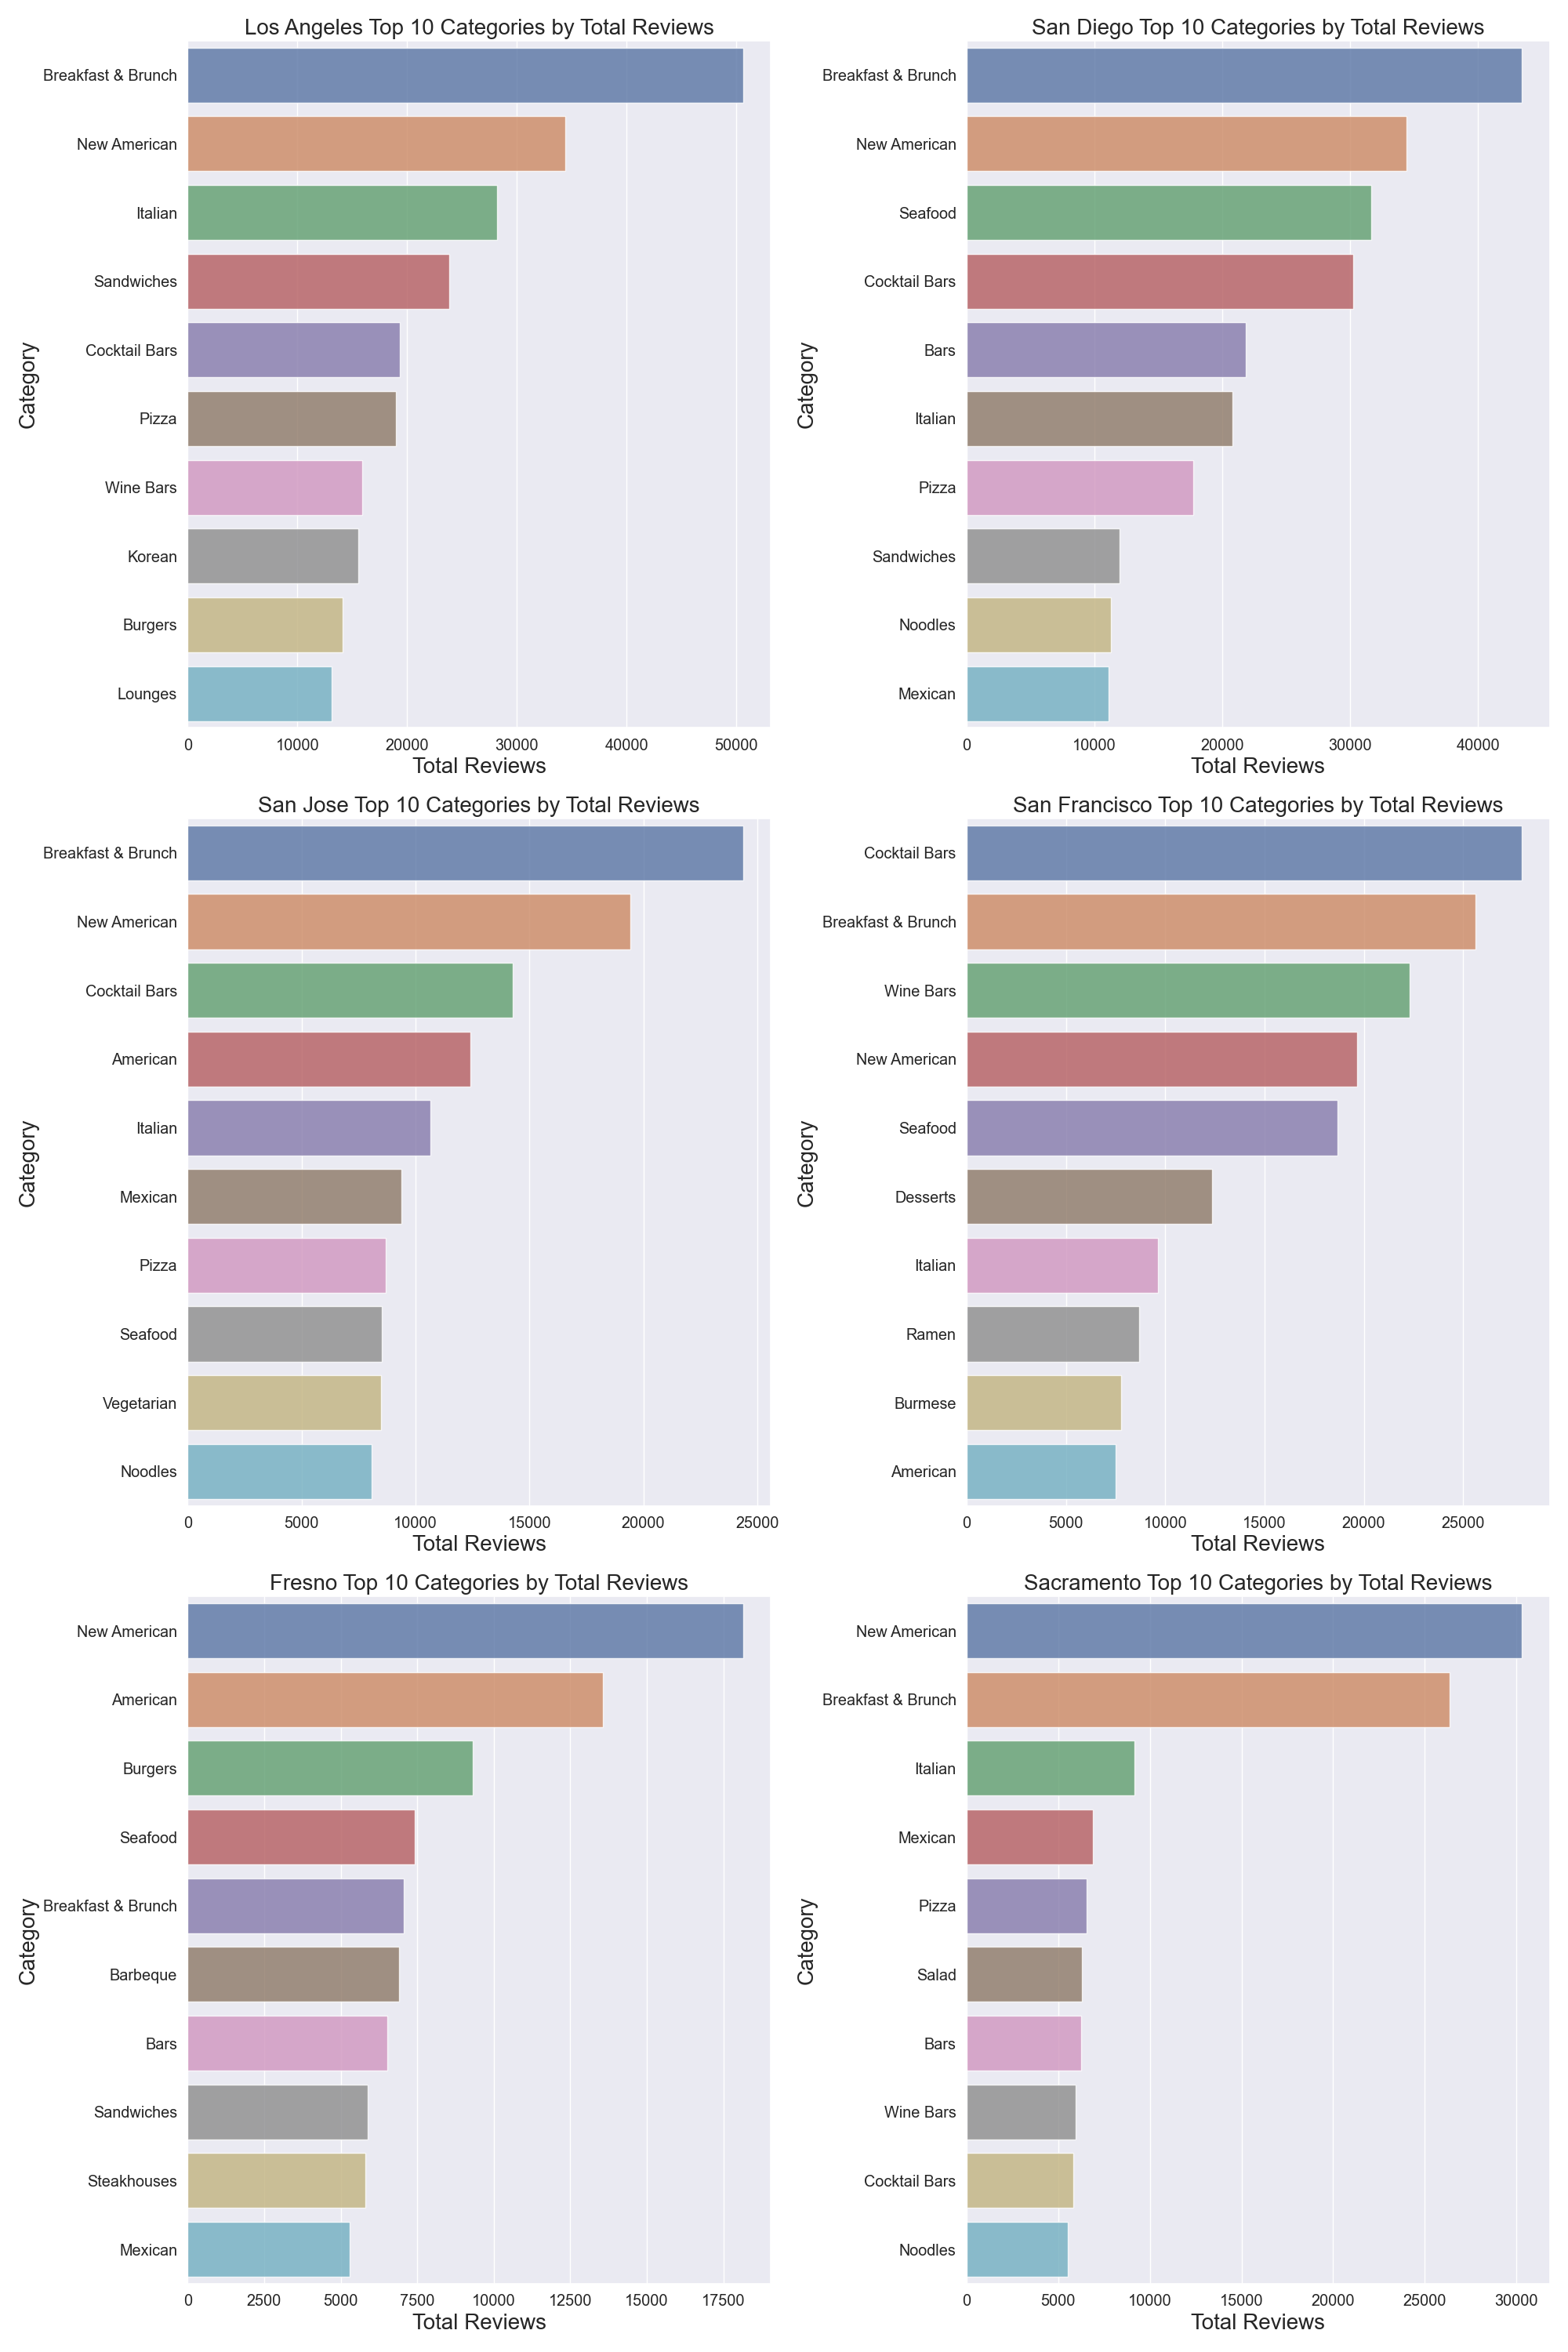 Los Angeles Top 10 Categories by Total Reviews
Category
Breakfast & Brunch
New American
Italian
Sandwiches
Cocktail Bars
Pizza
Wine Bars
Korean
Burgers
Lounges
0 10000 20000 30000 40000 50000
Total Reviews
San Diego Top 10 Categories by Total Reviews
Category
Breakfast & Brunch
New American
Seafood
Cocktail Bars
Bars
Italian
Pizza
Sandwiches
Noodles
Mexican
0 10000 20000 30000 40000
Total Reviews
San Jose Top 10 Categories by Total Reviews
Category
Breakfast & Brunch
New American
Cocktail Bars
American
Italian
Mexican
Pizza
Seafood
Vegetarian
Noodles
0 5000 10000 15000 20000 25000
Total Reviews
San Francisco Top 10 Categories by Total Reviews
Category
Cocktail Bars
Breakfast & Brunch
Wine Bars
New American
Seafood
Desserts
Italian
Ramen
Burmese
American
0 5000 10000 15000 20000 25000
Total Reviews
Fresno Top 10 Categories by Total Reviews
Category
New American
American
Burgers
Seafood
Breakfast & Brunch
Barbeque
Bars
Sandwiches
Steakhouses
Mexican
0 2500 5000 7500 10000 12500 15000 17500
Total Reviews
Sacramento Top 10 Categories by Total Reviews
Category
New American
Breakfast & Brunch
Italian
Mexican
Pizza
Salad
Bars
Wine Bars
Cocktail Bars
Noodles
0 5000 10000 15000 20000 25000 30000
Total Reviews